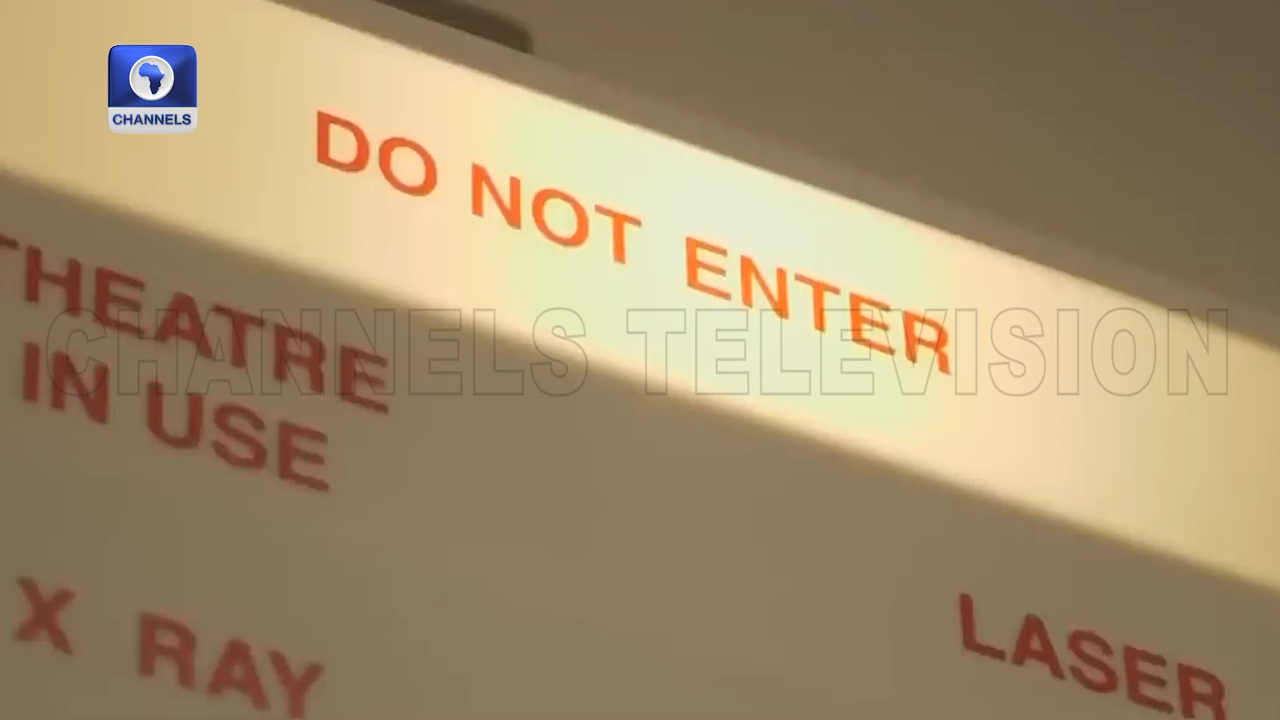 CHANNELS
DO NOT ENTER
CHANNELS TELEVISION
THEATRE
IN USE
X RAY
LASER